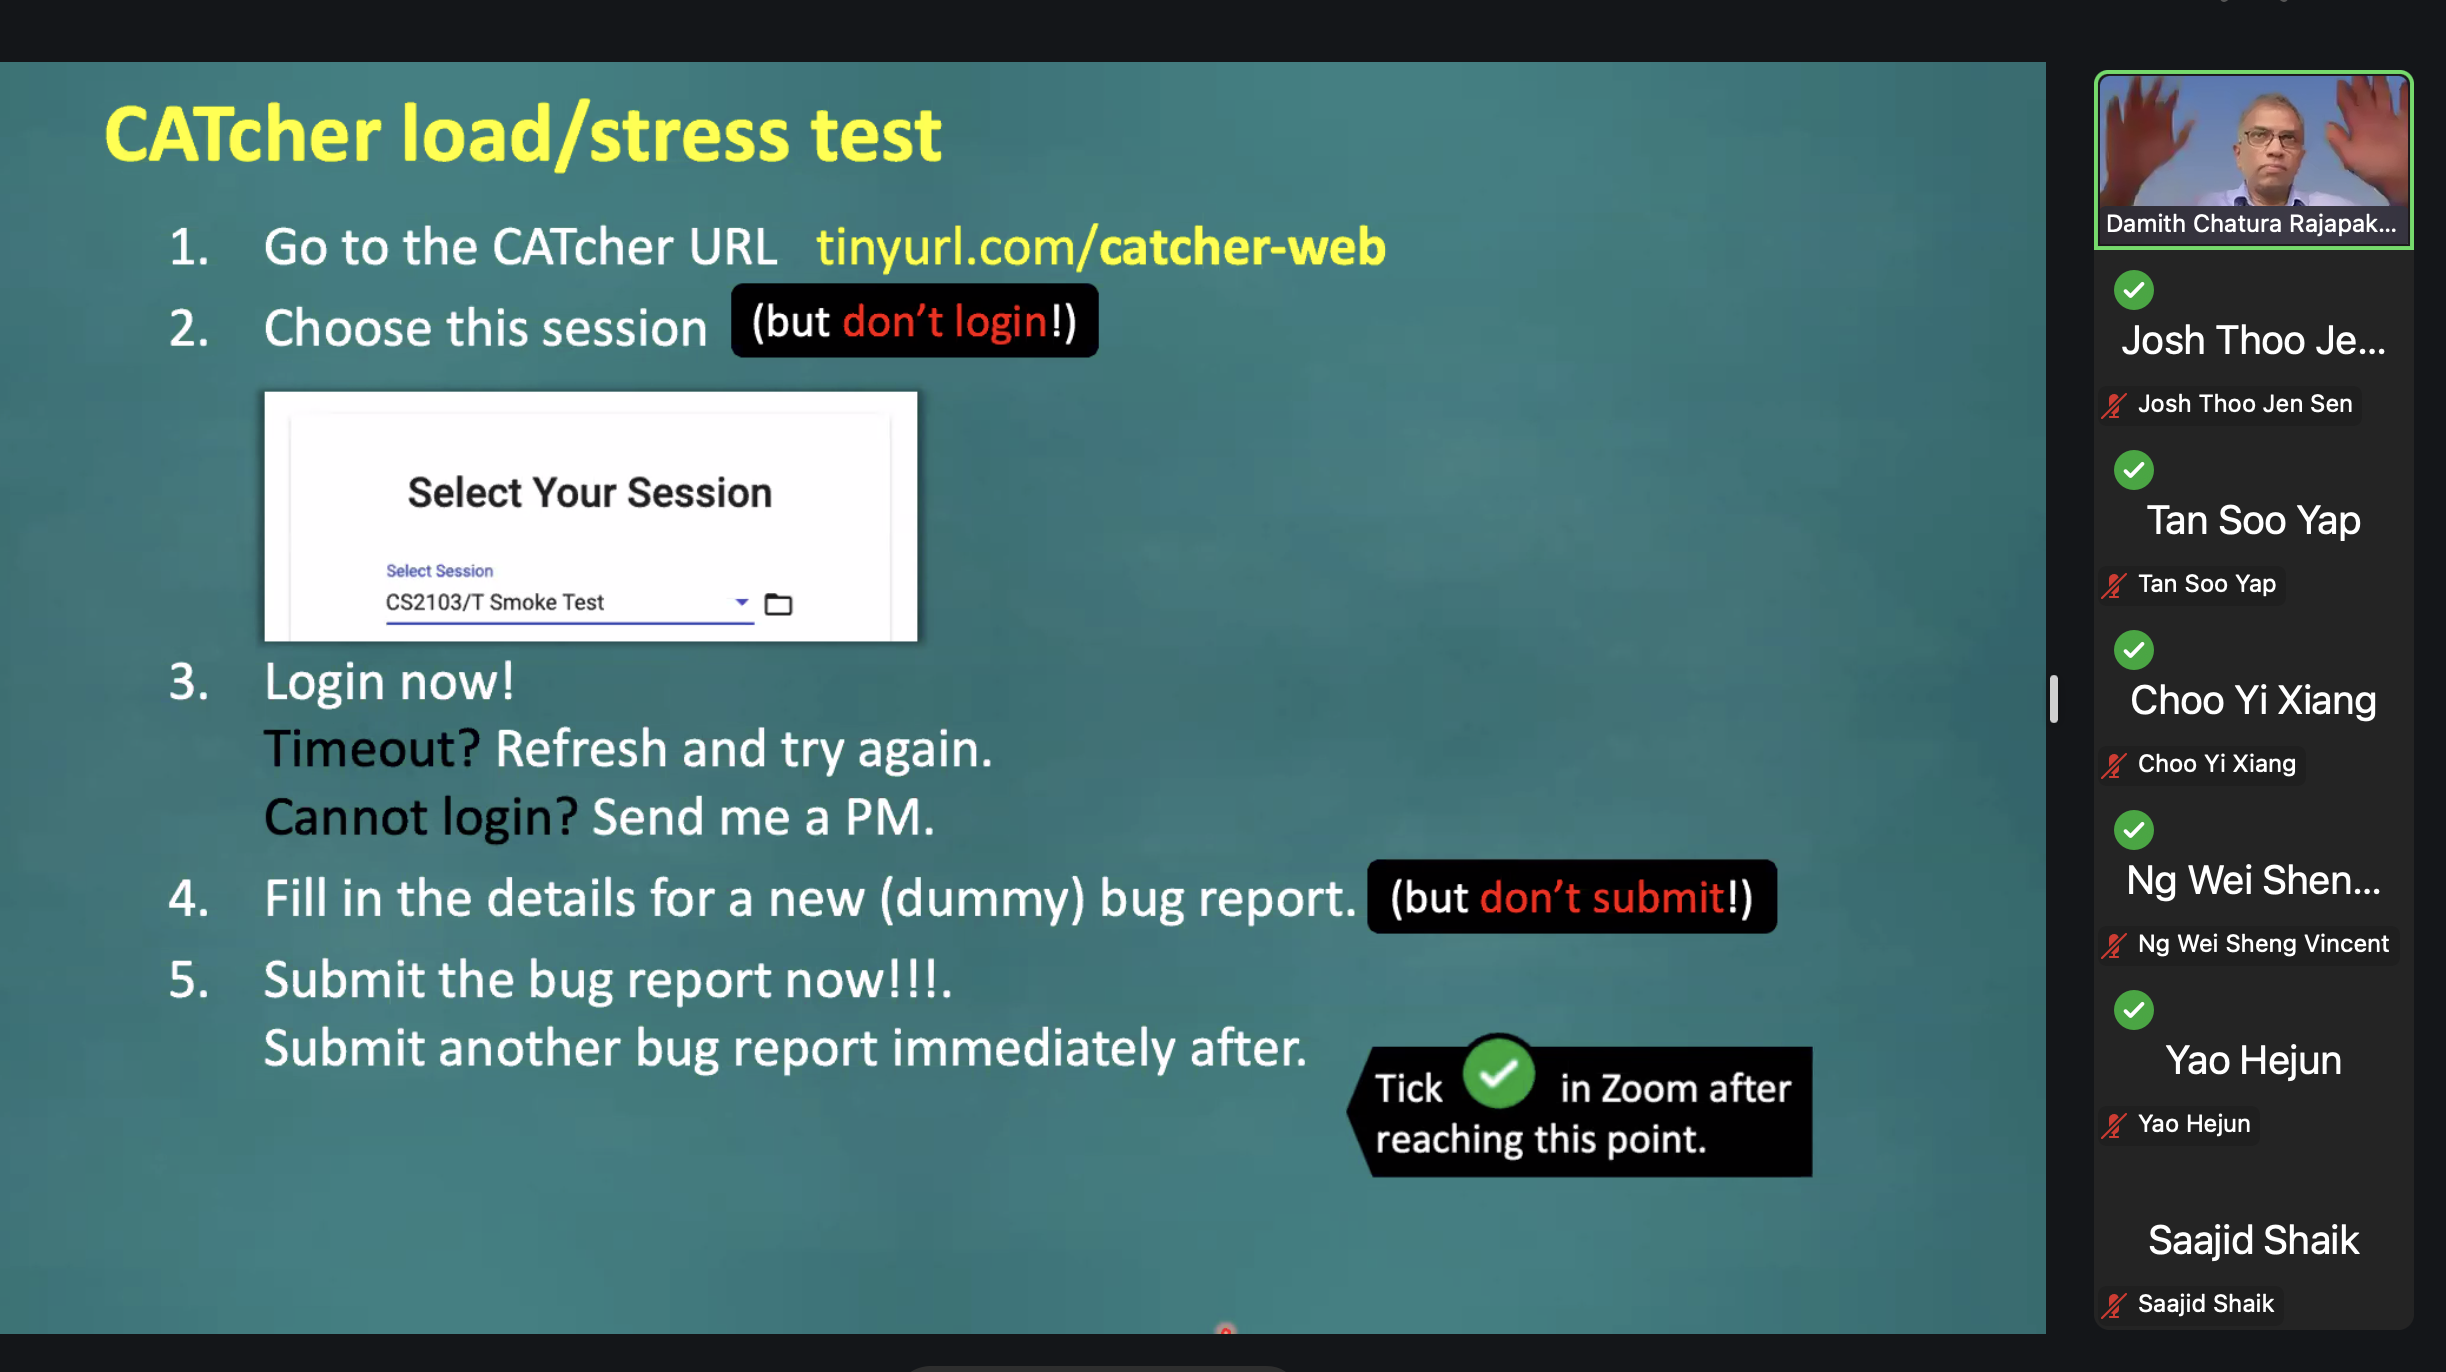 CATcher load/stress test
1. Go to the CATcher URL tinyurl.com/catcher-web
2. Choose this session (but don't login!)
Select Your Session
Select Session
CS2103/T Smoke Test
3. Login now!
Timeout? Refresh and try again.
Cannot login? Send me a PM.
4. Fill in the details for a new (dummy) bug report. (but don't submit!)
5. Submit the bug report now!!!.
Submit another bug report immediately after.
Tick in Zoom after
reaching this point.
Damith Chatura Rajapak...
Josh Thoo Je...
Josh Thoo Jen Sen
Tan Soo Yap
Tan Soo Yap
Choo Yi Xiang
Choo Yi Xiang
Ng Wei Shen...
Ng Wei Sheng Vincent
Yao Hejun
Yao Hejun
Saajid Shaik
Saajid Shaik